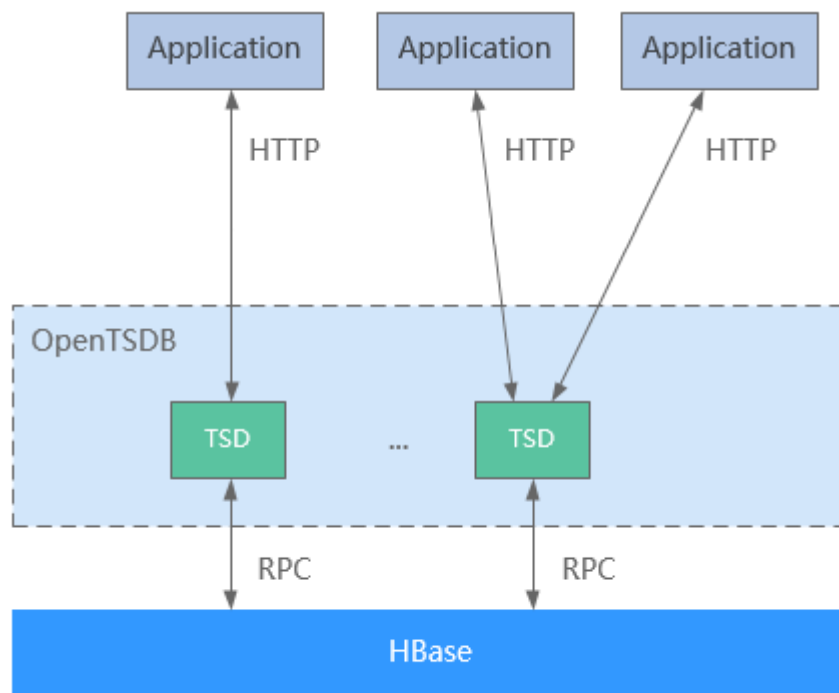 Application
Application
Application
HTTP
HTTP
HTTP
OpenTSDB
TSD
...
TSD
RPC
RPC
HBase